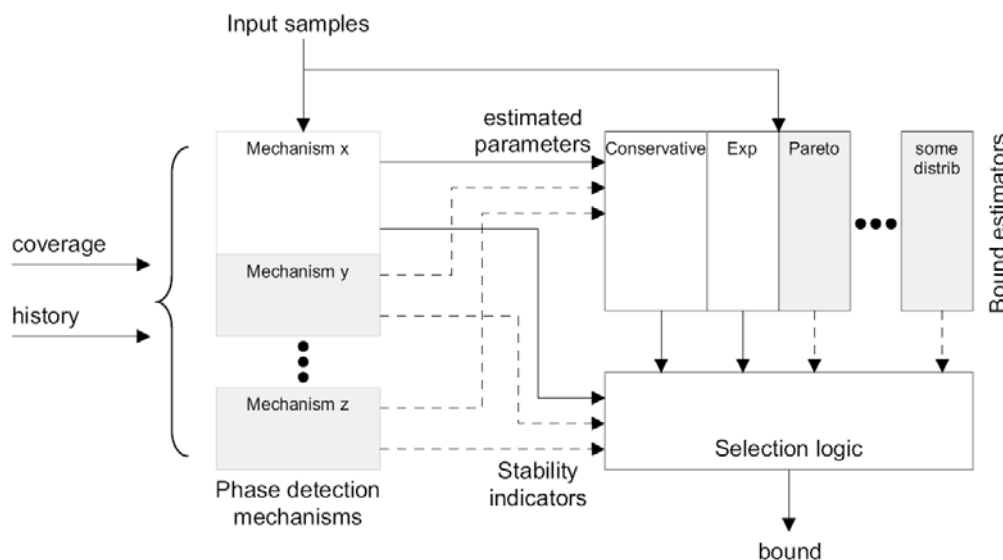 Input samples
estimated
parameters
Mechanism x
Conservative
Exp
Pareto
some
distrib
Bound estimators
coverage
history
Mechanism y
Mechanism z
Selection logic
Stability
indicators
Phase detection
mechanisms
bound